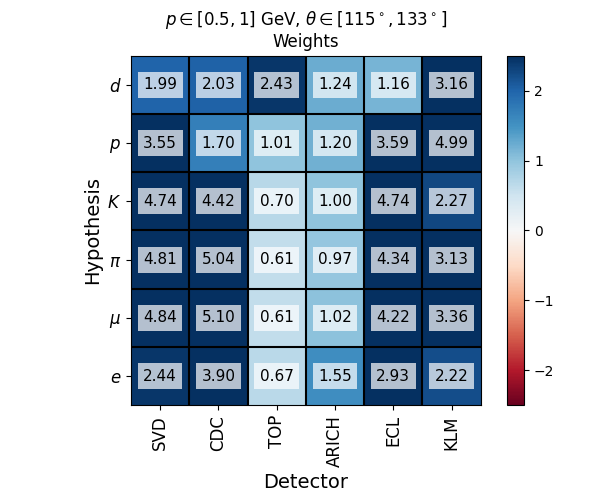 p ∈ [0.5, 1] GeV, θ ∈ [115°, 133°]
Weights
d 1.99 2.03 2.43 1.24 1.16 3.16
p 3.55 1.70 1.01 1.20 3.59 4.99
K 4.74 4.42 0.70 1.00 4.74 2.27
π 4.81 5.04 0.61 0.97 4.34 3.13
μ 4.84 5.10 0.61 1.02 4.22 3.36
e 2.44 3.90 0.67 1.55 2.93 2.22
SVD CDC TOP ARICH ECL KLM
Detector
Hypothesis
2
1
0
−1
−2